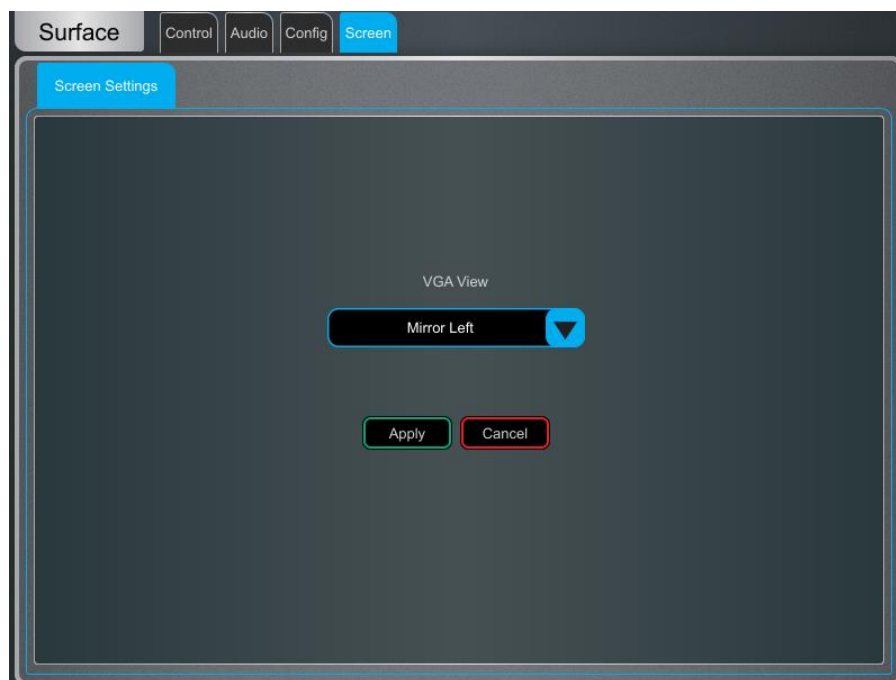 Surface Control Audio Config Screen
Screen Settings
VGA View
Mirror Left
Apply Cancel